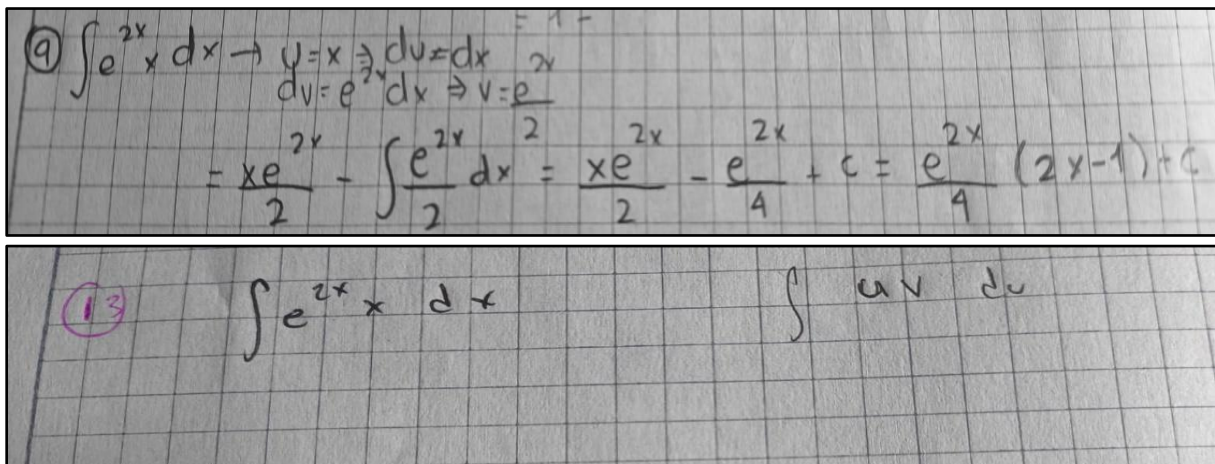 ⑨ ∫ e^{2x} x dx → u = x ⇒ du = dx
dv = e^{2x} dx ⇒ v = e^{2x}/2
= xe^{2x}/2 - ∫ e^{2x}/2 dx = xe^{2x}/2 - e^{2x}/4 + c = e^{2x}/4 (2x-1) + c
⑬ ∫ e^{2x} x dx ∫ uv du